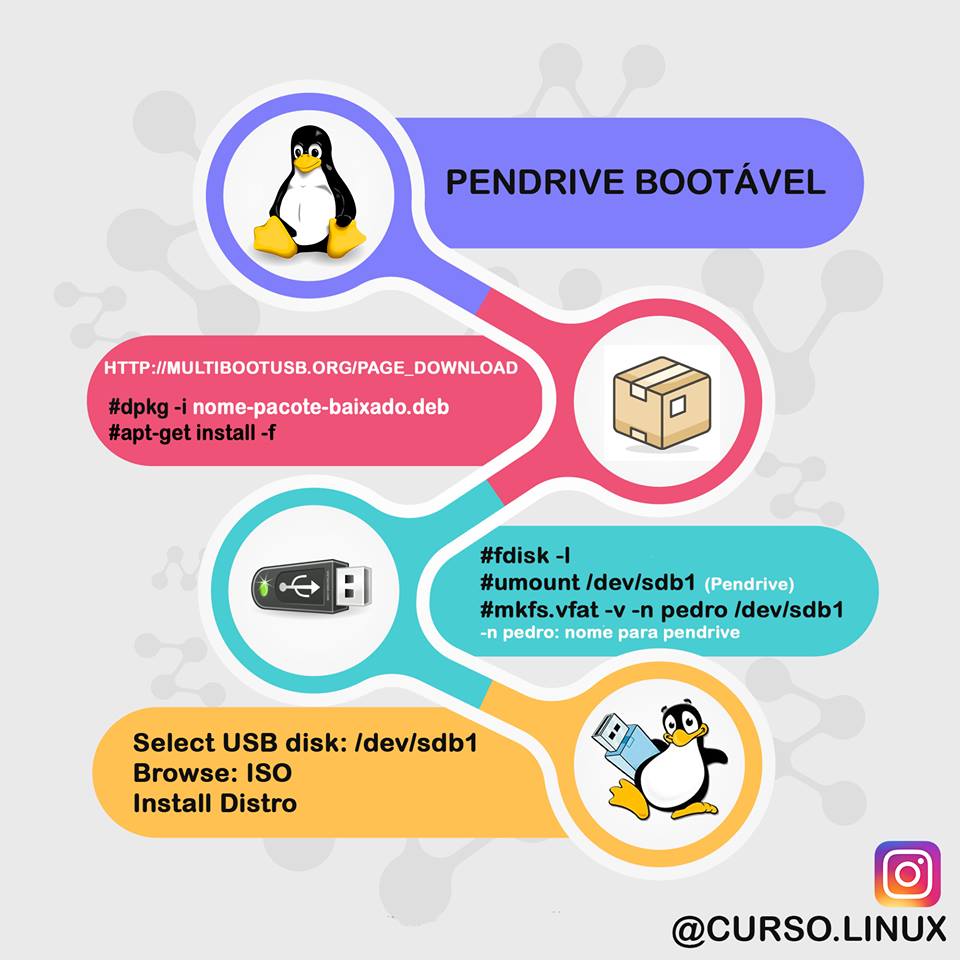 PENDRIVE BOOTÁVEL
HTTP://MULTIBOOTUSB.ORG/PAGE_DOWNLOAD
#dpkg -i nome-pacote-baixado.deb
#apt-get install -f
#fdisk -l
#umount /dev/sdb1 (Pendrive)
#mkfs.vfat -v -n pedro /dev/sdb1
-n pedro: nome para pendrive
Select USB disk: /dev/sdb1
Browse: ISO
Install Distro
@CURSO.LINUX